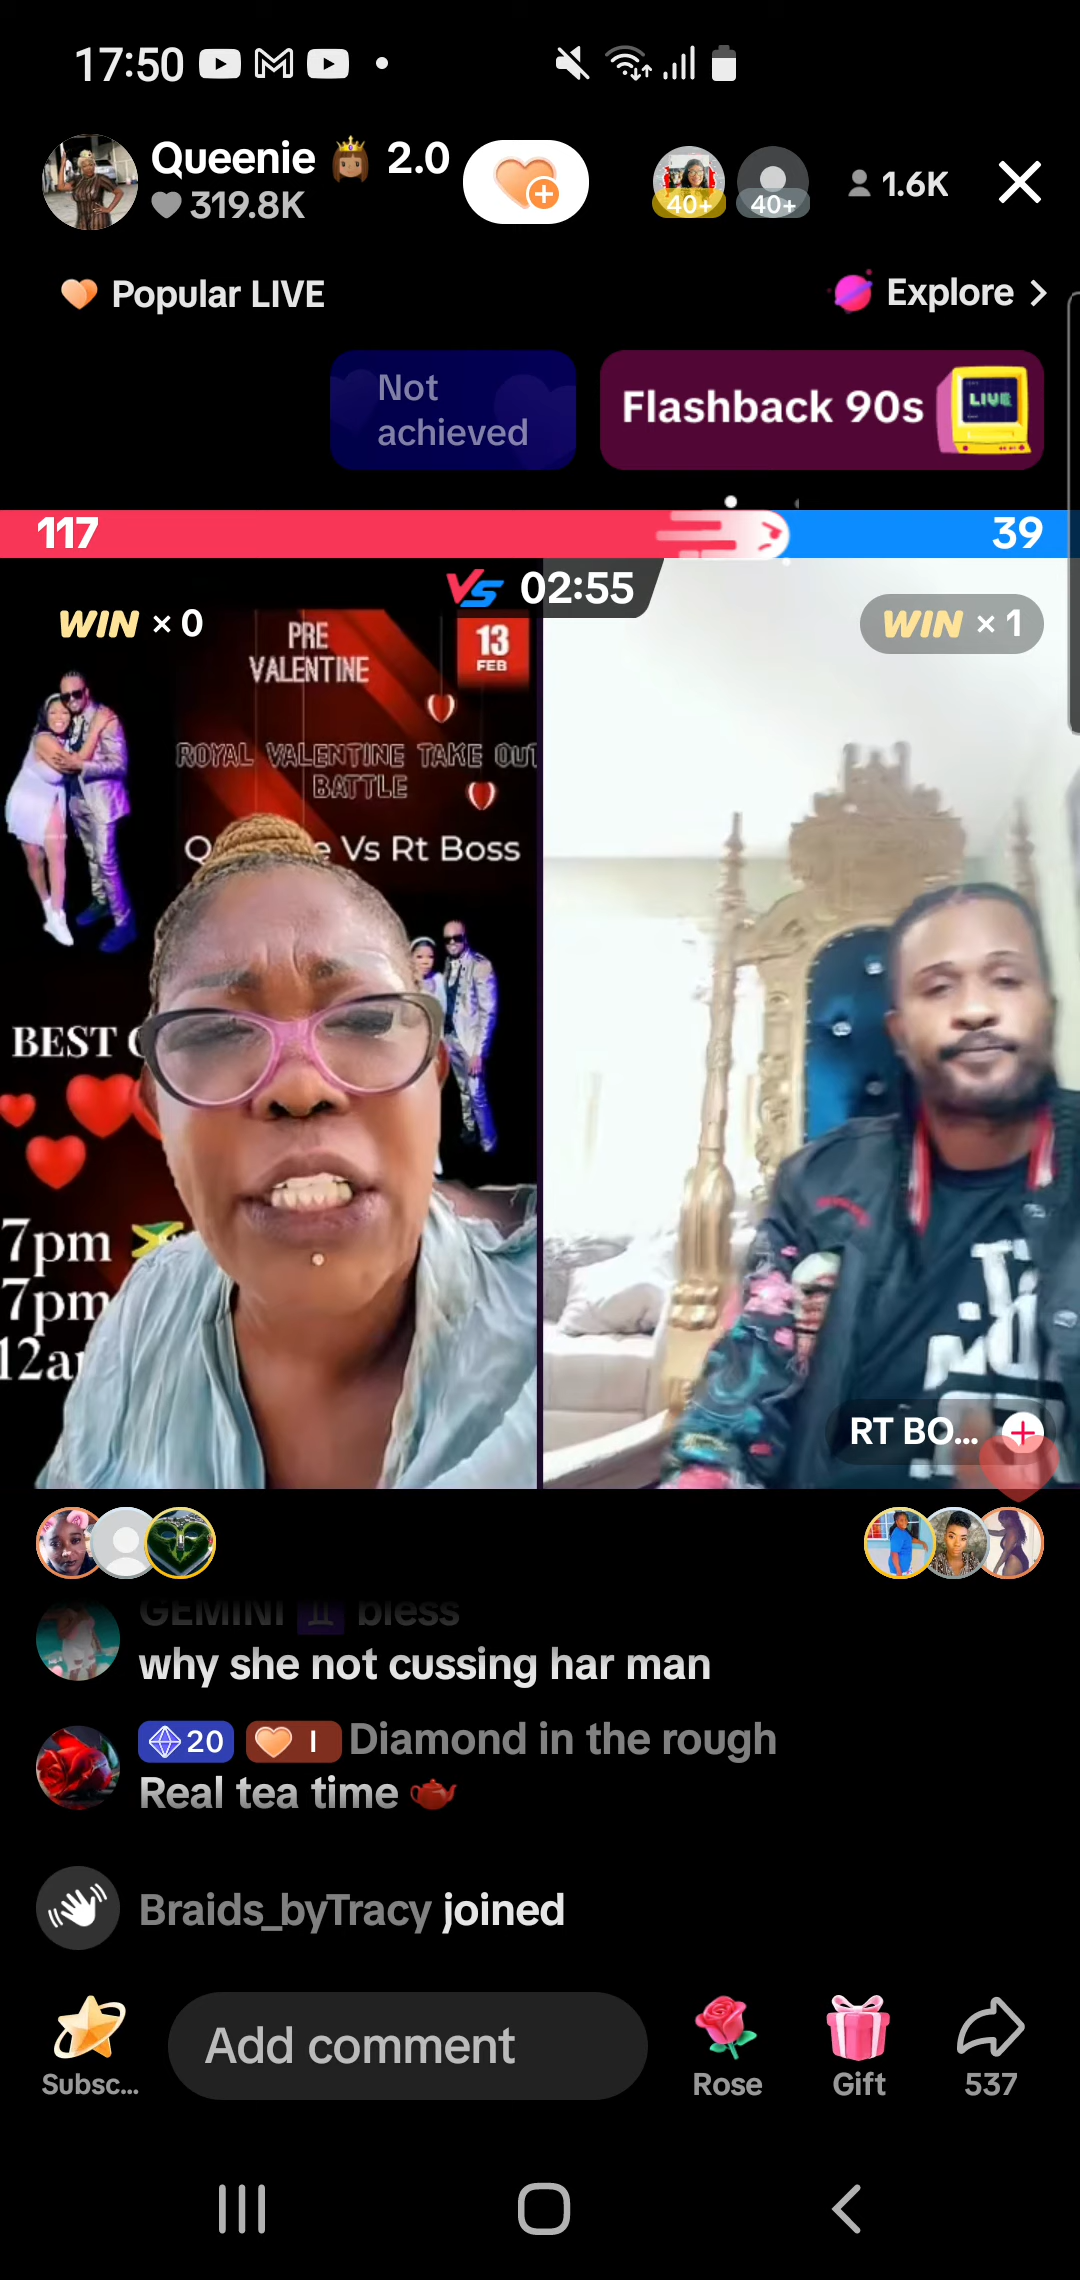 17:50
Queenie 2.0
319.8K
40+
40+
1.6K
Popular LIVE
Explore
Not
achieved
Flashback 90s
LIVE
117
39
VS 02:55
WIN × 0
WIN × 1
PRE
VALENTINE
13
FEB
ROYAL VALENTINE TAKE OUT
BATTLE
Vs Rt Boss
BEST
7pm
7pm
RT BO...
GEMINI ♊ bless
why she not cussing har man
20 I Diamond in the rough
Real tea time
Braids_byTracy joined
Subsc...
Add comment
Rose
Gift
537